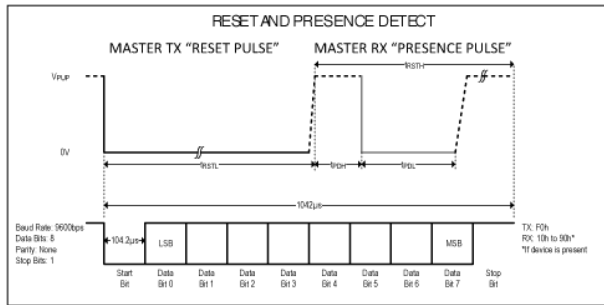 RESET AND PRESENCE DETECT
MASTER TX “RESET PULSE” MASTER RX “PRESENCE PULSE”
tRSTH
VPUP
0V
tRSTL tPDH tPDL
1042µs
Baud Rate: 9600bps
Data Bits: 8
Parity: None
Stop Bits: 1
104.2µs LSB MSB
TX: F0h
RX: 10h to 90h*
*If device is present
Start Bit
Data Bit 0
Data Bit 1
Data Bit 2
Data Bit 3
Data Bit 4
Data Bit 5
Data Bit 6
Data Bit 7
Stop Bit